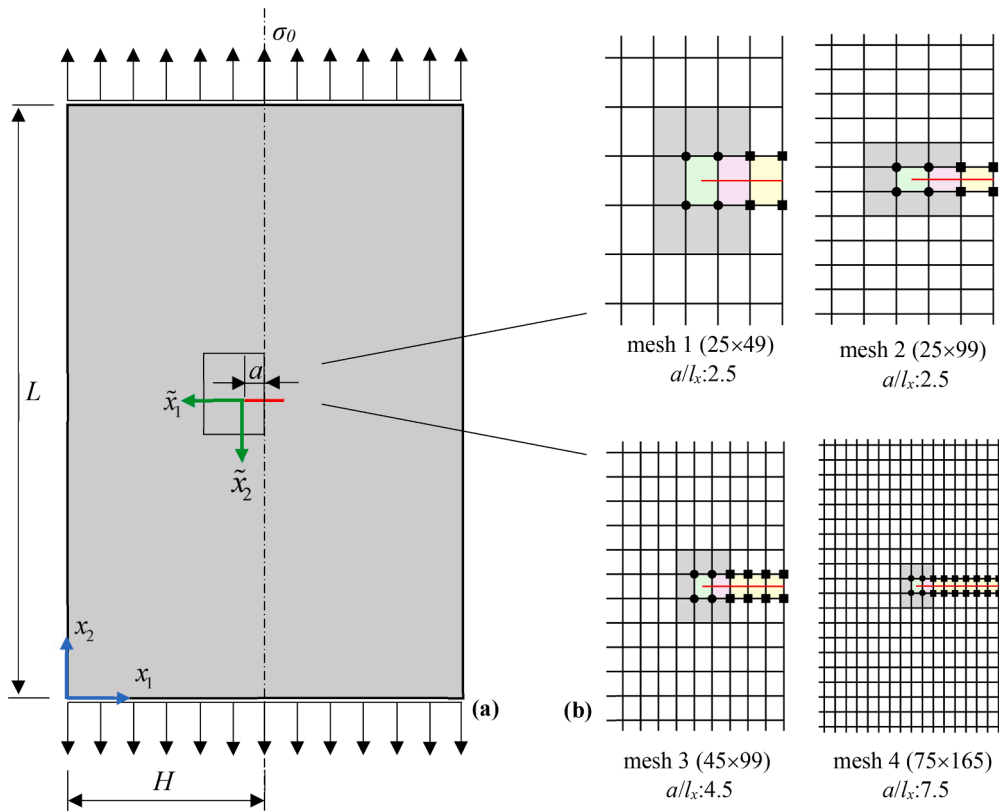 σ₀
L
a
x̃₁
x̃₂
x₂
x₁
H
(a)
mesh 1 (25×49)
a/lₓ:2.5
mesh 2 (25×99)
a/lₓ:2.5
(b)
mesh 3 (45×99)
a/lₓ:4.5
mesh 4 (75×165)
a/lₓ:7.5